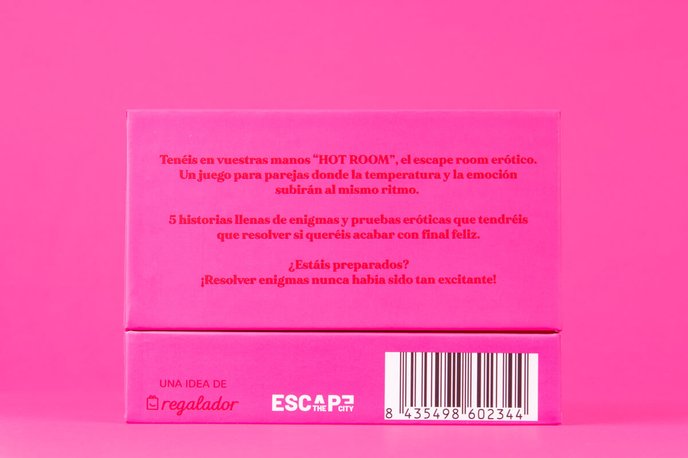 Tenéis en vuestras manos “HOT ROOM”, el escape room erótico.
Un juego para parejas donde la temperatura y la emoción
subirán al mismo ritmo.
5 historias llenas de enigmas y pruebas eróticas que tendréis
que resolver si queréis acabar con final feliz.
¿Estáis preparados?
¡Resolver enigmas nunca había sido tan excitante!
UNA IDEA DE
regalador
ESCAPE
THE CITY
8 435498 602344